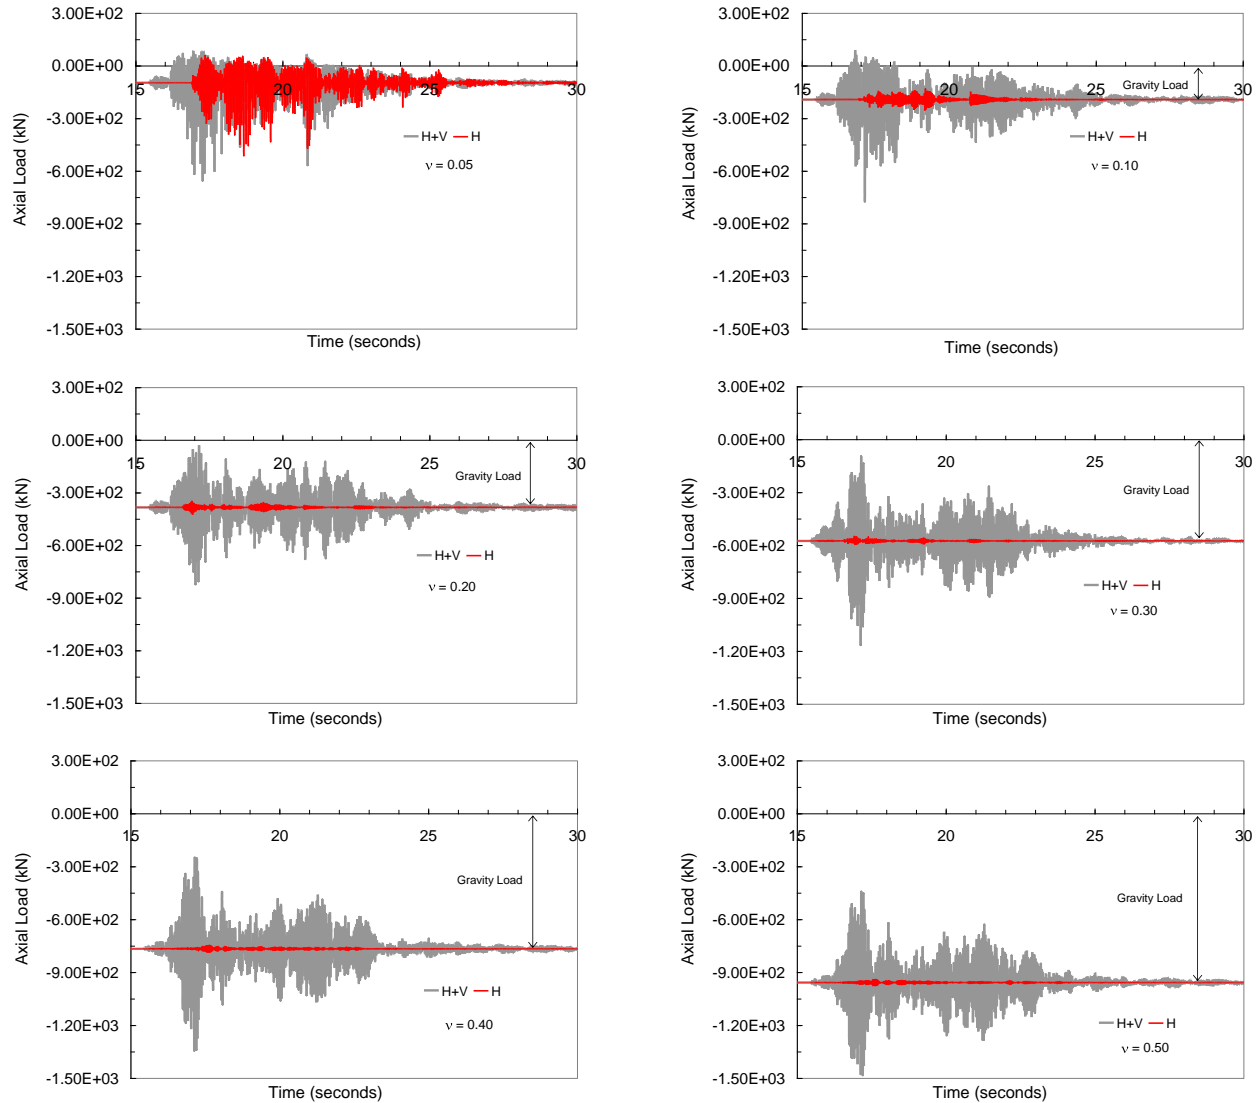 3.00E+02
0.00E+00
-3.00E+02
-6.00E+02
-9.00E+02
-1.20E+03
-1.50E+03
15 20 25 30
Axial Load (kN)
Time (seconds)
H+V H
ν = 0.05
3.00E+02
0.00E+00
-3.00E+02
-6.00E+02
-9.00E+02
-1.20E+03
-1.50E+03
15 20 25 30
Axial Load (kN)
Time (seconds)
Gravity Load
H+V H
ν = 0.10
3.00E+02
0.00E+00
-3.00E+02
-6.00E+02
-9.00E+02
-1.20E+03
-1.50E+03
15 20 25 30
Axial Load (kN)
Time (seconds)
Gravity Load
H+V H
ν = 0.20
3.00E+02
0.00E+00
-3.00E+02
-6.00E+02
-9.00E+02
-1.20E+03
-1.50E+03
15 20 25 30
Axial Load (kN)
Time (seconds)
Gravity Load
H+V H
ν = 0.30
3.00E+02
0.00E+00
-3.00E+02
-6.00E+02
-9.00E+02
-1.20E+03
-1.50E+03
15 20 25 30
Axial Load (kN)
Time (seconds)
Gravity Load
H+V H
ν = 0.40
3.00E+02
0.00E+00
-3.00E+02
-6.00E+02
-9.00E+02
-1.20E+03
-1.50E+03
15 20 25 30
Axial Load (kN)
Time (seconds)
Gravity Load
H+V H
ν = 0.50